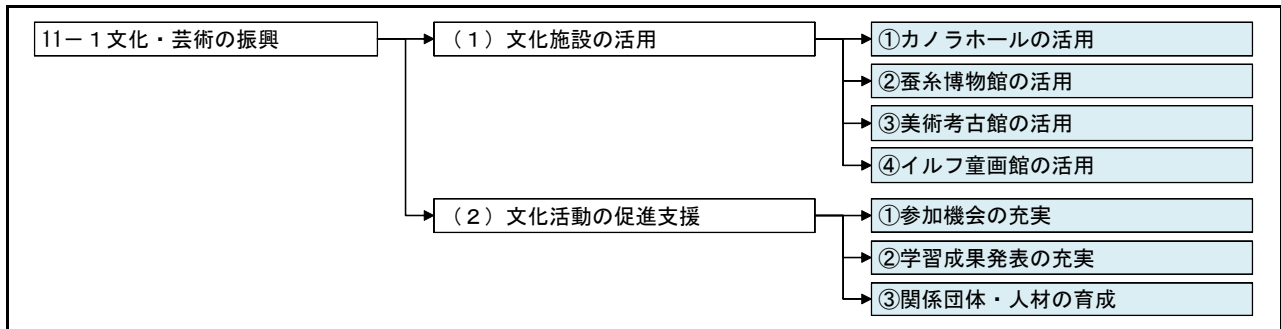 11－1文化・芸術の振興
（1）文化施設の活用
①カノラホールの活用
②蚕糸博物館の活用
③美術考古館の活用
④イルフ童画館の活用
（2）文化活動の促進支援
①参加機会の充実
②学習成果発表の充実
③関係団体・人材の育成